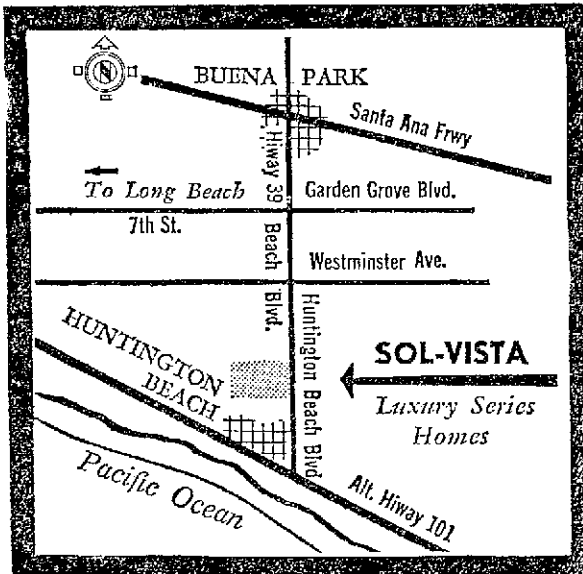 N
BUENA PARK
Santa Ana Frwy
Hiway 39
To Long Beach
Garden Grove Blvd.
7th St.
Beach Blvd.
Westminster Ave.
HUNTINGTON
BEACH
Huntington Beach Blvd
SOL-VISTA
Luxury Series
Homes
Pacific Ocean
Alt. Hiway 101